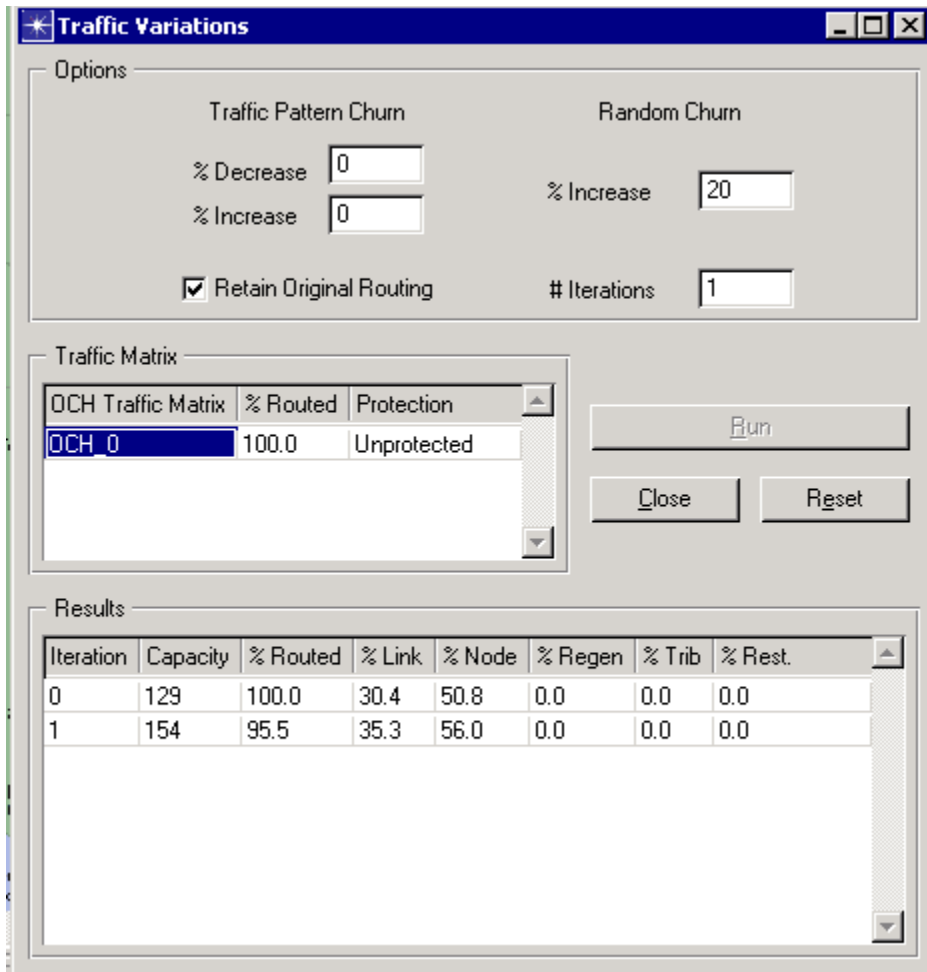 Traffic Variations
Options
Traffic Pattern Churn
Random Churn
% Decrease 0
% Increase 0
% Increase 20
Retain Original Routing
# Iterations 1
Traffic Matrix
OCH Traffic Matrix % Routed Protection
OCH_0 100.0 Unprotected
Run
Close Reset
Results
Iteration Capacity % Routed % Link % Node % Regen % Trib % Rest.
0 129 100.0 30.4 50.8 0.0 0.0 0.0
1 154 95.5 35.3 56.0 0.0 0.0 0.0